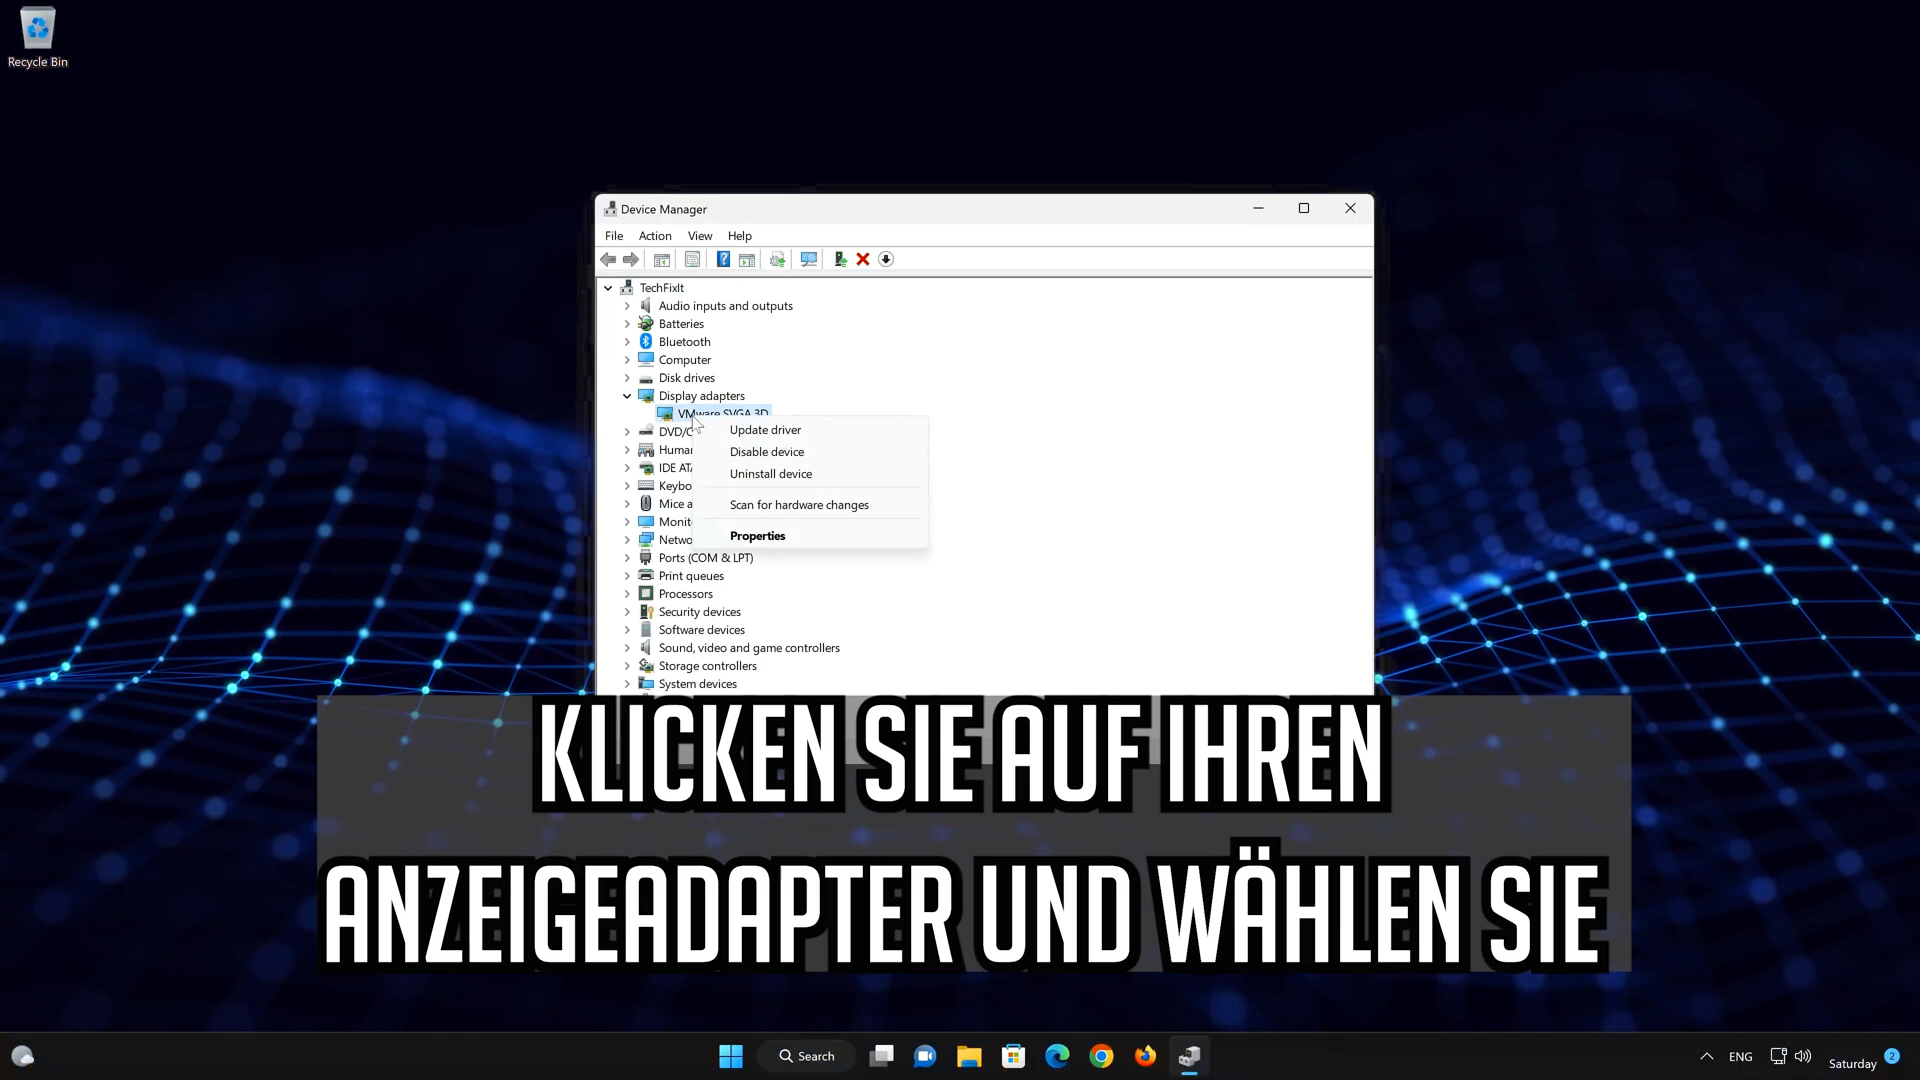 Recycle Bin
Device Manager
File Action View Help
TechFixIt
Audio inputs and outputs
Batteries
Bluetooth
Computer
Disk drives
Display adapters
VMware SVGA 3D
Update driver
Disable device
Uninstall device
Scan for hardware changes
Properties
DVD/C
Human
IDE ATA
Keybo
Mice a
Monit
Netwo
Ports (COM & LPT)
Print queues
Processors
Security devices
Software devices
Sound, video and game controllers
Storage controllers
System devices
KLICKEN SIE AUF IHREN
ANZEIGEADAPTER UND WÄHLEN SIE
Search
ENG
Saturday
2